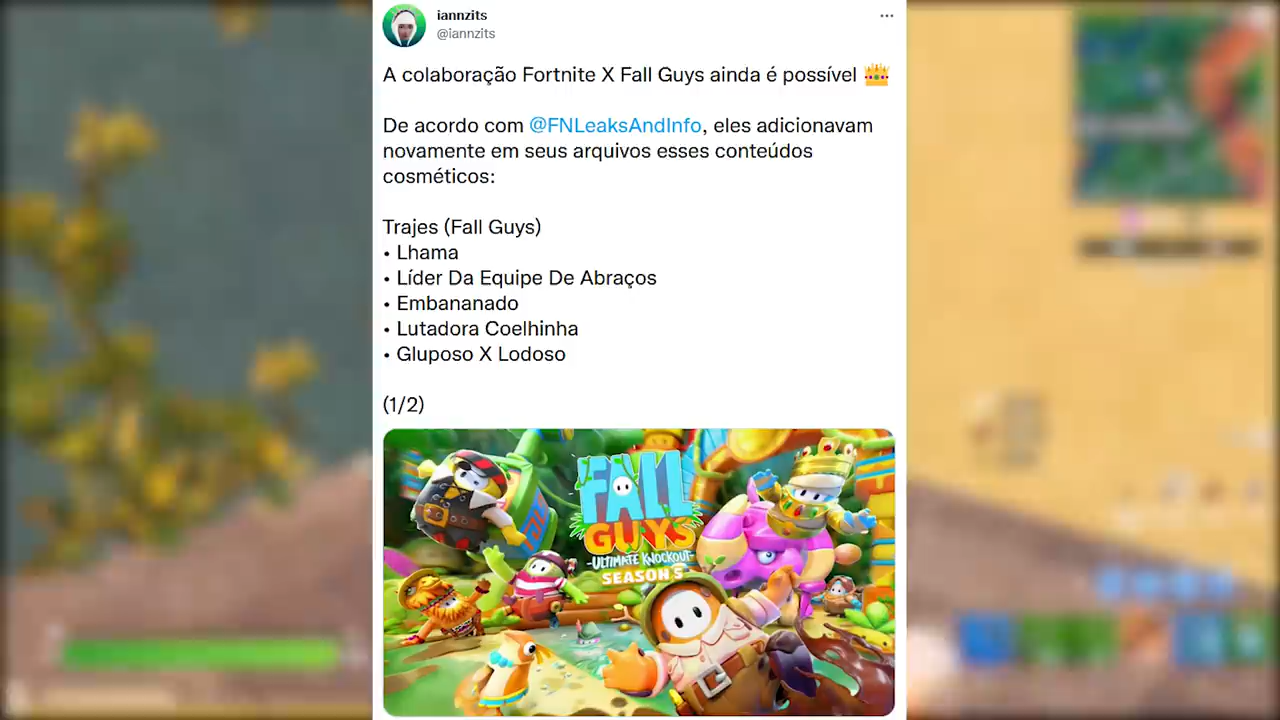 iannzits
@iannzits
A colaboração Fortnite X Fall Guys ainda é possível
De acordo com @FNLeaksAndInfo, eles adicionavam
novamente em seus arquivos esses conteúdos
cosméticos:
Trajes (Fall Guys)
• Lhama
• Líder Da Equipe De Abraços
• Embananado
• Lutadora Coelhinha
• Gluposo X Lodoso
(1/2)
FALL
GUYS
-ULTIMATE KNOCKOUT-
SEASON 5